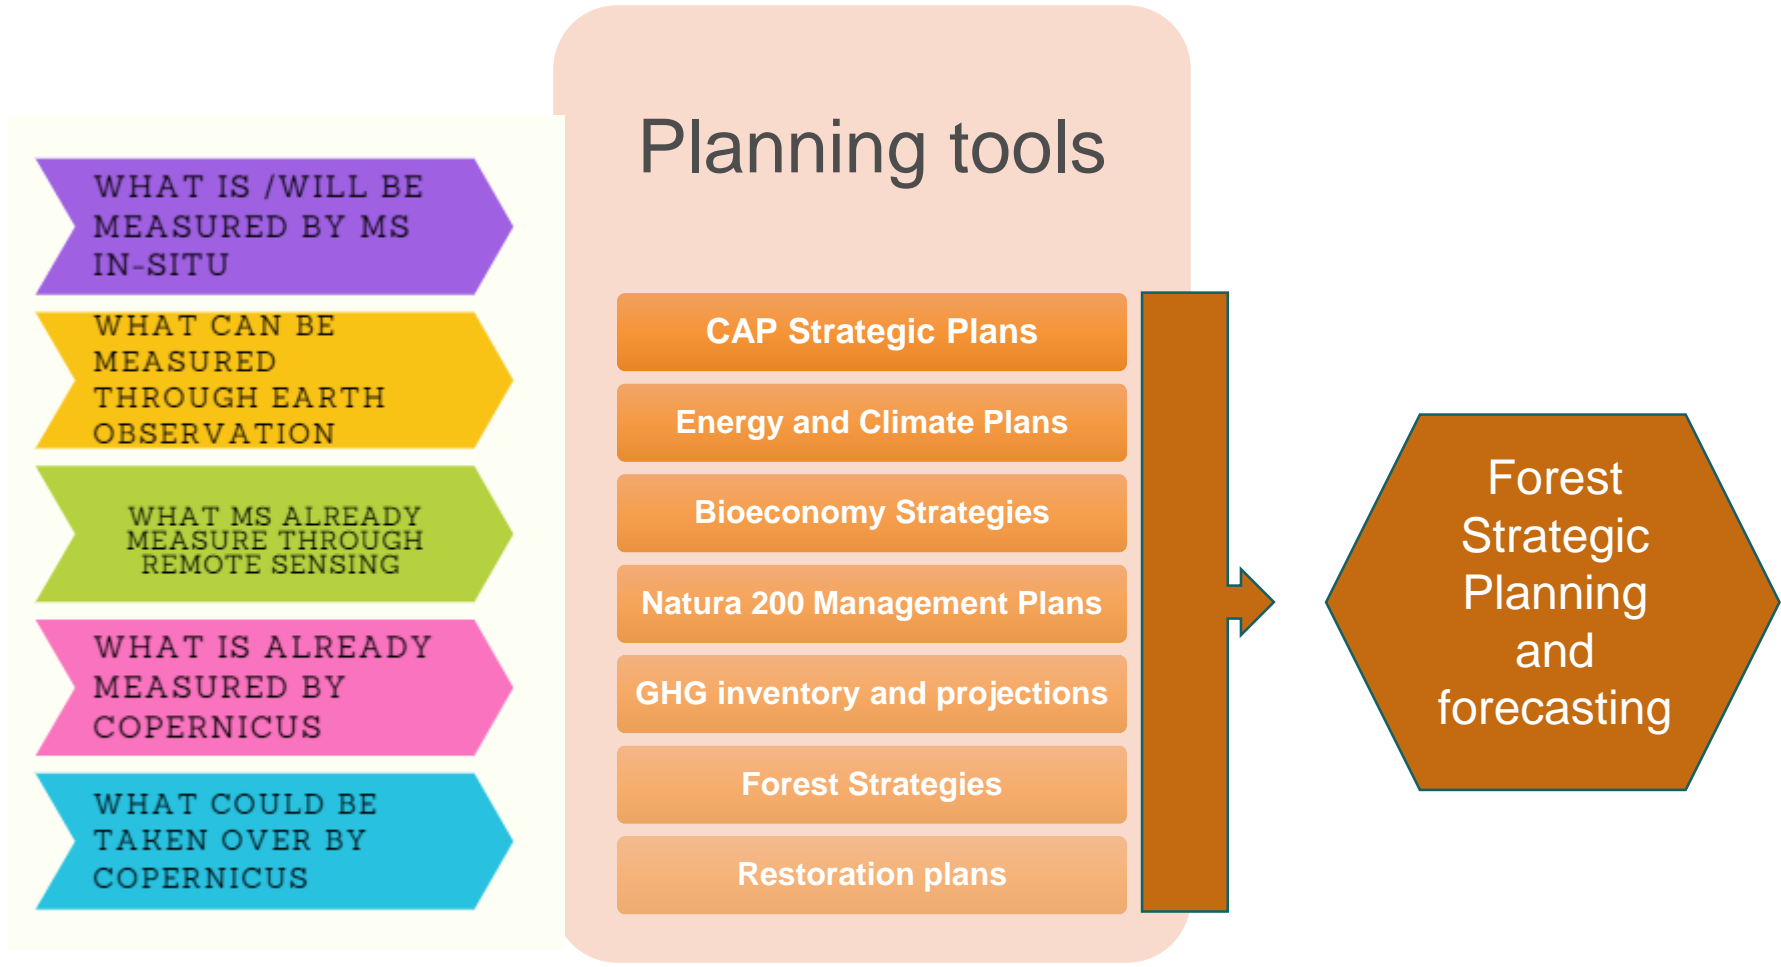 WHAT IS /WILL BE
MEASURED BY MS
IN-SITU
WHAT CAN BE
MEASURED
THROUGH EARTH
OBSERVATION
WHAT MS ALREADY
MEASURE THROUGH
REMOTE SENSING
WHAT IS ALREADY
MEASURED BY
COPERNICUS
WHAT COULD BE
TAKEN OVER BY
COPERNICUS
Planning tools
CAP Strategic Plans
Energy and Climate Plans
Bioeconomy Strategies
Natura 200 Management Plans
GHG inventory and projections
Forest Strategies
Restoration plans
Forest
Strategic
Planning
and
forecasting